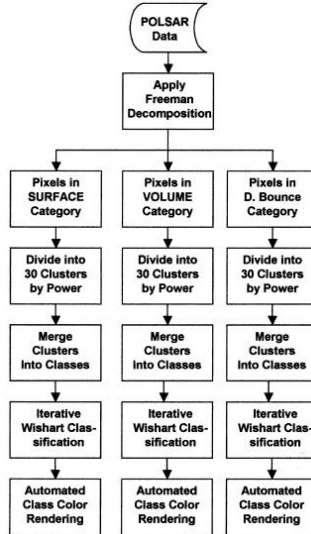 POLSAR
Data
Apply
Freeman
Decomposition
Pixels in
SURFACE
Category
Pixels in
VOLUME
Category
Pixels in
D. Bounce
Category
Divide into
30 Clusters
by Power
Divide into
30 Clusters
by Power
Divide into
30 Clusters
by Power
Merge
Clusters
Into Classes
Merge
Clusters
Into Classes
Merge
Clusters
Into Classes
Iterative
Wishart Clas-
sification
Iterative
Wishart Clas-
sification
Iterative
Wishart Clas-
sification
Automated
Class Color
Rendering
Automated
Class Color
Rendering
Automated
Class Color
Rendering